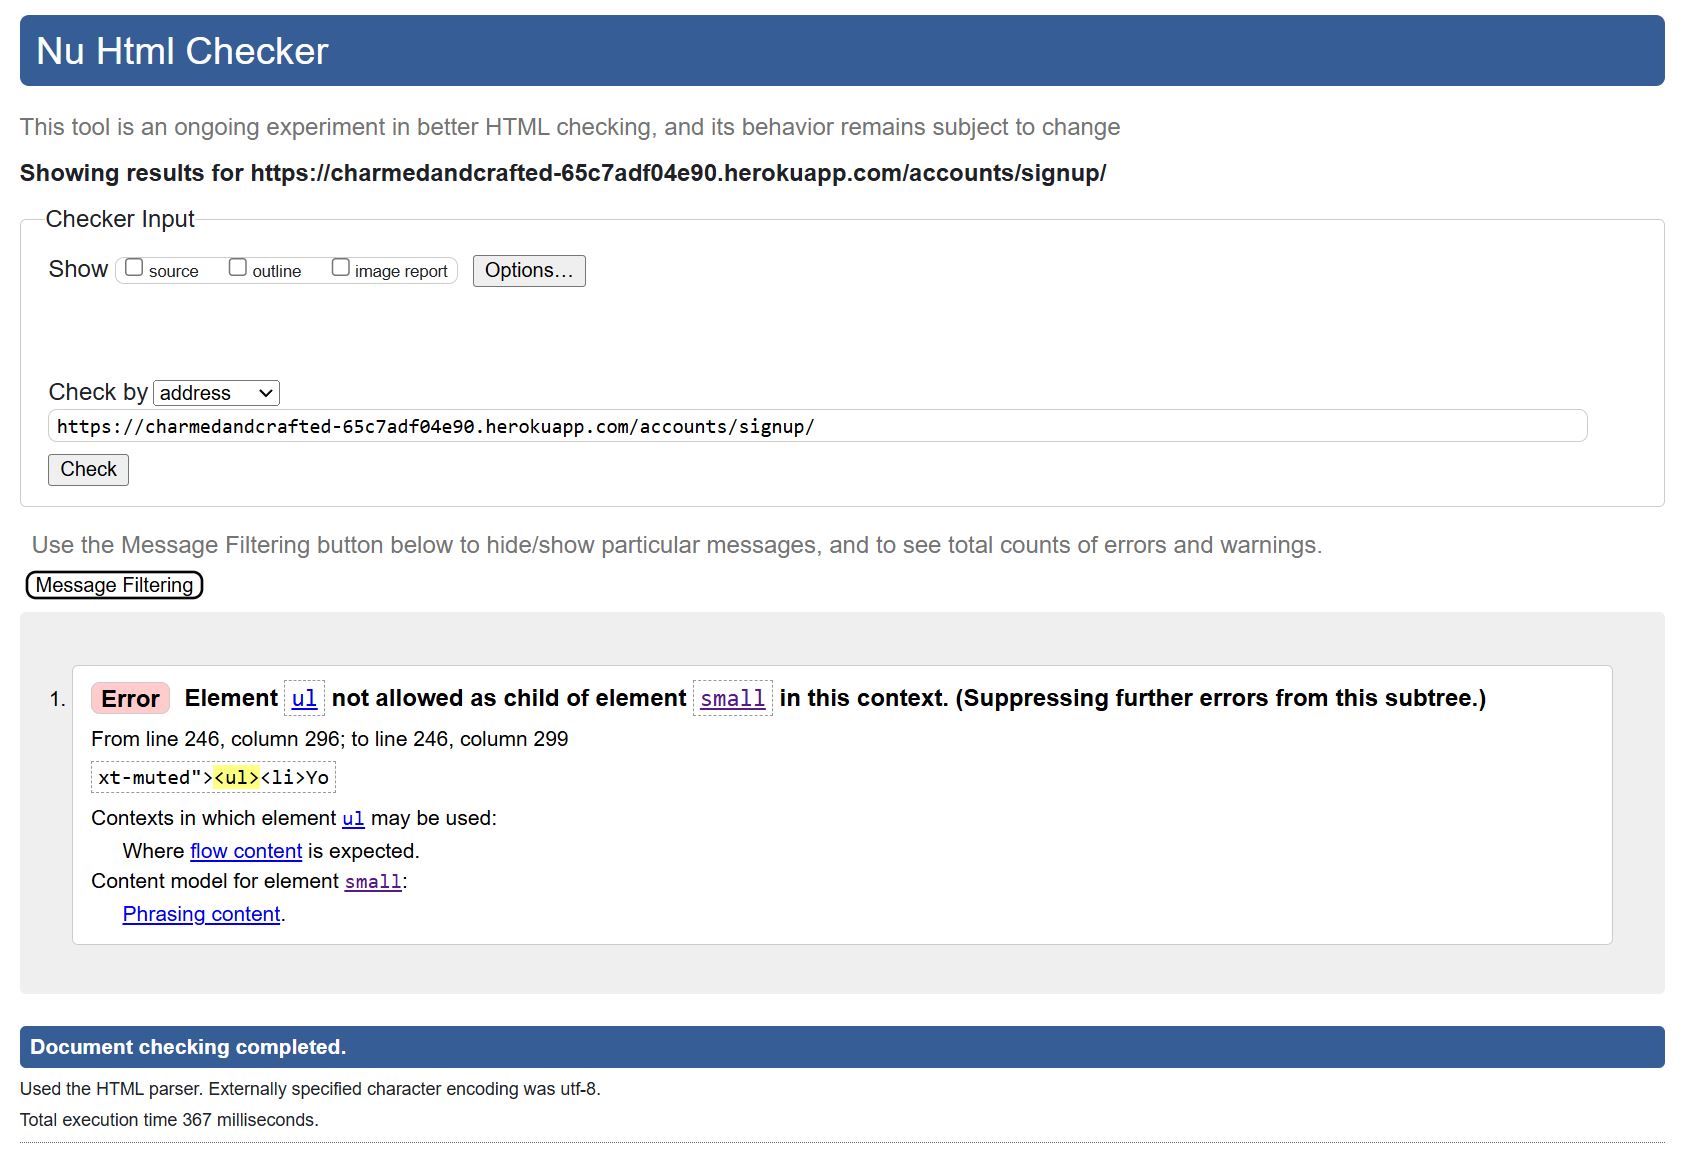 Nu Html Checker
This tool is an ongoing experiment in better HTML checking, and its behavior remains subject to change
Showing results for https://charmedandcrafted-65c7adf04e90.herokuapp.com/accounts/signup/
Checker Input
Show source outline image report Options...
Check by address
https://charmedandcrafted-65c7adf04e90.herokuapp.com/accounts/signup/
Check
Use the Message Filtering button below to hide/show particular messages, and to see total counts of errors and warnings.
Message Filtering
1. Error Element ul not allowed as child of element small in this context. (Suppressing further errors from this subtree.)
From line 246, column 296; to line 246, column 299
xt-muted"><ul><li>Yo
Contexts in which element ul may be used:
Where flow content is expected.
Content model for element small:
Phrasing content.
Document checking completed.
Used the HTML parser. Externally specified character encoding was utf-8.
Total execution time 367 milliseconds.